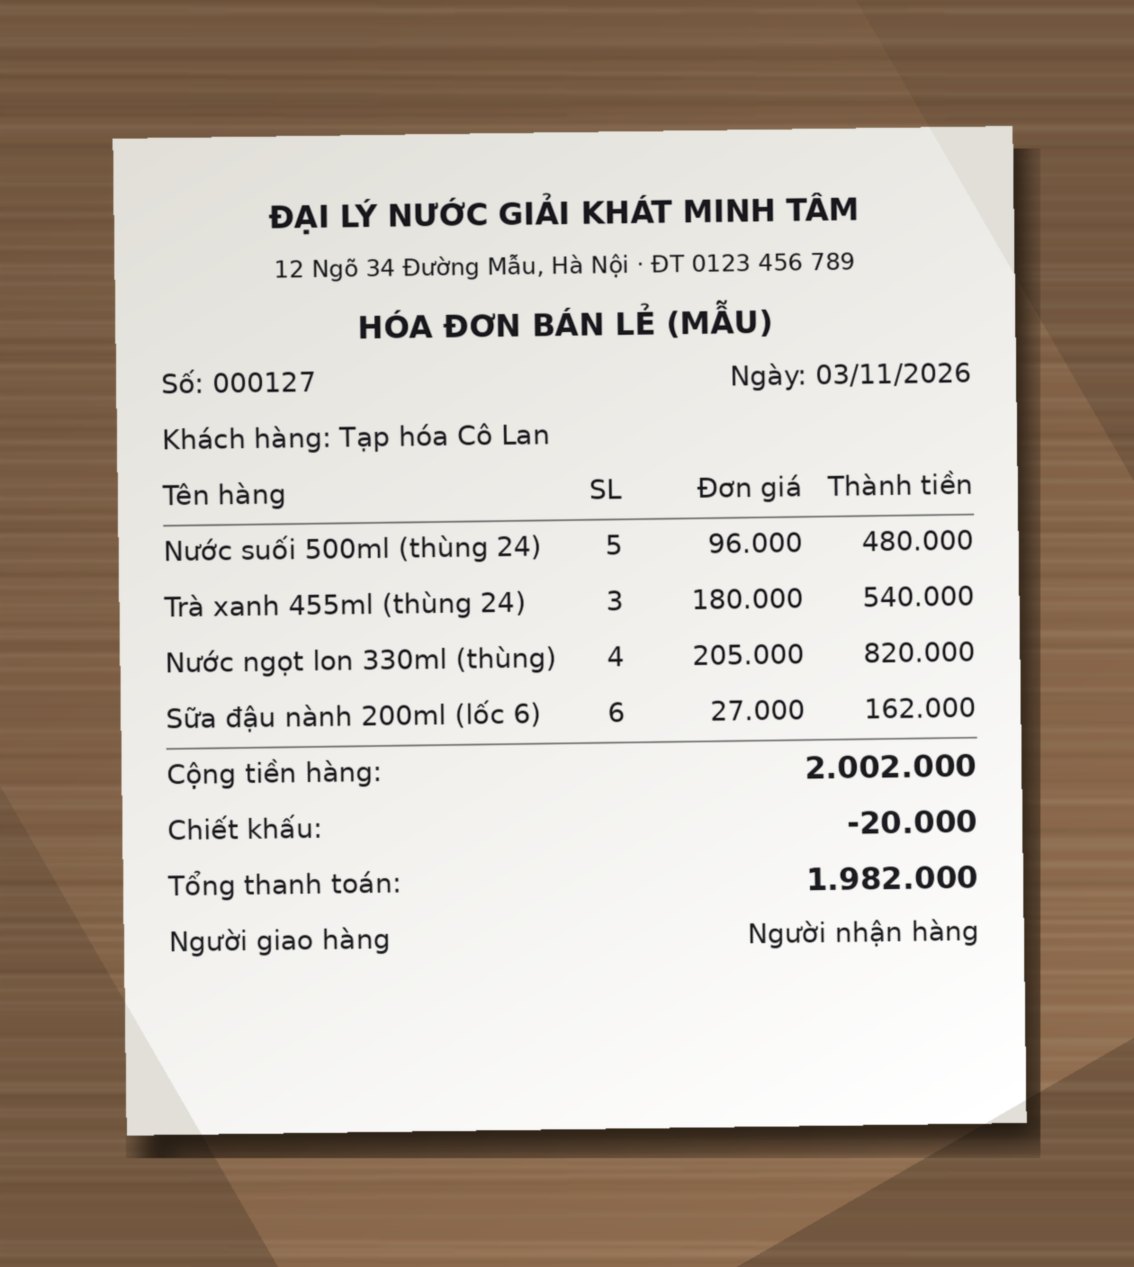 ĐẠI LÝ NƯỚC GIẢI KHÁT MINH TÂM
12 Ngõ 34 Đường Mẫu, Hà Nội · ĐT 0123 456 789
HÓA ĐƠN BÁN LẺ (MẪU)
Số: 000127 Ngày: 03/11/2026
Khách hàng: Tạp hóa Cô Lan
Tên hàng SL Đơn giá Thành tiền
Nước suối 500ml (thùng 24) 5 96.000 480.000
Trà xanh 455ml (thùng 24) 3 180.000 540.000
Nước ngọt lon 330ml (thùng) 4 205.000 820.000
Sữa đậu nành 200ml (lốc 6) 6 27.000 162.000
Cộng tiền hàng: 2.002.000
Chiết khấu: -20.000
Tổng thanh toán: 1.982.000
Người giao hàng Người nhận hàng